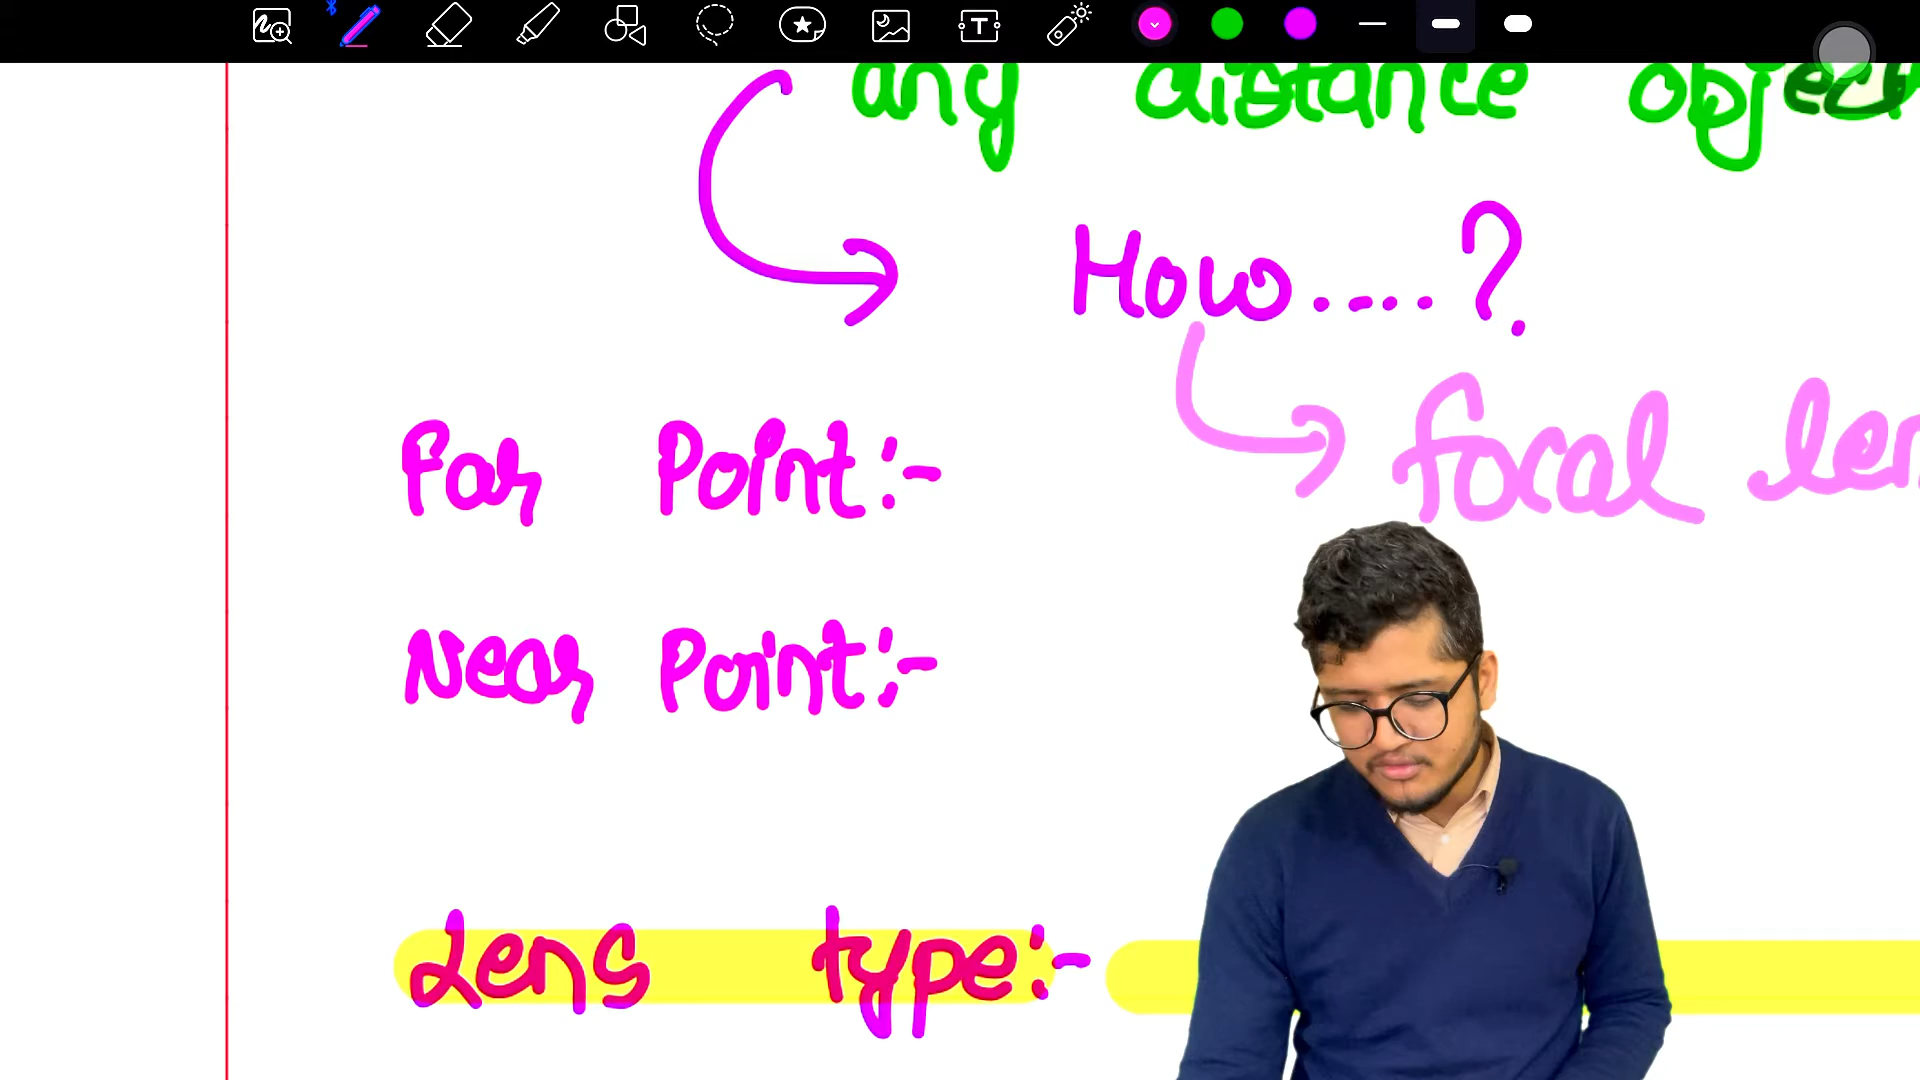 any distance object
How....?
focal len
Far Point:-
Near Point:-
Lens type:-